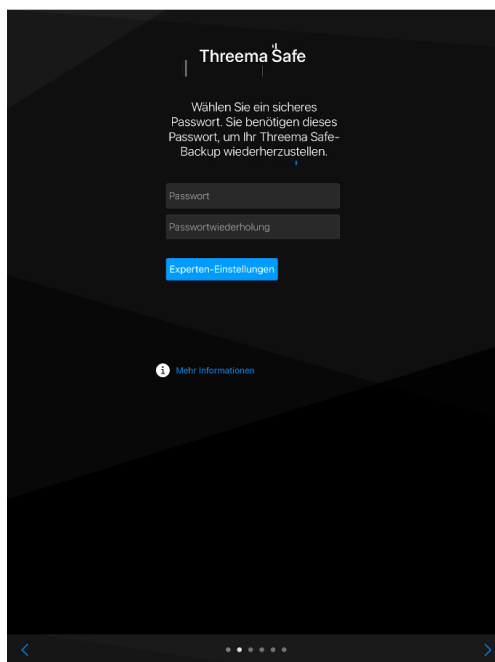 Threema Safe
Wählen Sie ein sicheres
Passwort. Sie benötigen dieses
Passwort, um Ihr Threema Safe-
Backup wiederherzustellen.
Passwort
Passwortwiederholung
Experten-Einstellungen
Mehr Informationen